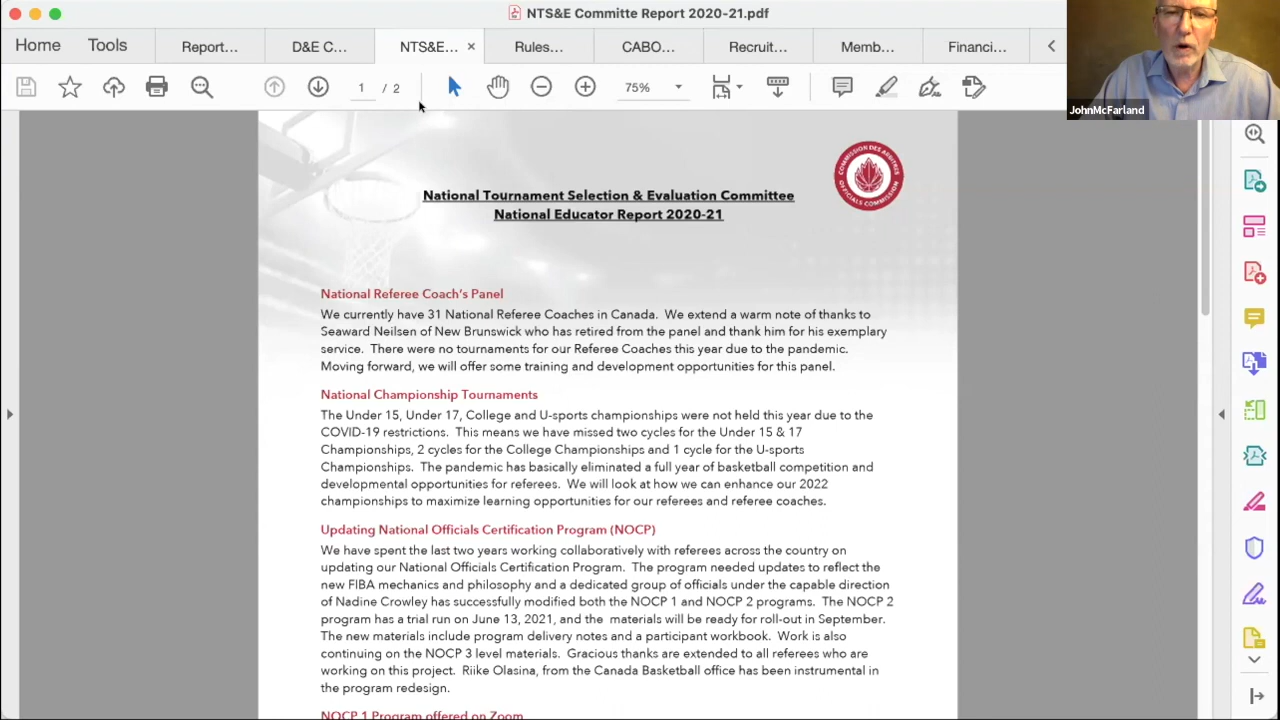 NTS&E Committe Report 2020-21.pdf
Home
Tools
Report...
D&E C...
NTS&E...
×
Rules...
CABO...
Recruit...
Memb...
Financi...
1 / 2
75%
JohnMcFarland
COMMISSION DES ARBITRES
OFFICIALS COMMISSION
National Tournament Selection & Evaluation Committee
National Educator Report 2020-21
National Referee Coach's Panel
We currently have 31 National Referee Coaches in Canada. We extend a warm note of thanks to
Seaward Neilsen of New Brunswick who has retired from the panel and thank him for his exemplary
service. There were no tournaments for our Referee Coaches this year due to the pandemic.
Moving forward, we will offer some training and development opportunities for this panel.
National Championship Tournaments
The Under 15, Under 17, College and U-sports championships were not held this year due to the
COVID-19 restrictions. This means we have missed two cycles for the Under 15 & 17
Championships, 2 cycles for the College Championships and 1 cycle for the U-sports
Championships. The pandemic has basically eliminated a full year of basketball competition and
developmental opportunities for referees. We will look at how we can enhance our 2022
championships to maximize learning opportunities for our referees and referee coaches.
Updating National Officials Certification Program (NOCP)
We have spent the last two years working collaboratively with referees across the country on
updating our National Officials Certification Program. The program needed updates to reflect the
new FIBA mechanics and philosophy and a dedicated group of officials under the capable direction
of Nadine Crowley has successfully modified both the NOCP 1 and NOCP 2 programs. The NOCP 2
program has a trial run on June 13, 2021, and the materials will be ready for roll-out in September.
The new materials include program delivery notes and a participant workbook. Work is also
continuing on the NOCP 3 level materials. Gracious thanks are extended to all referees who are
working on this project. Riike Olasina, from the Canada Basketball office has been instrumental in
the program redesign.
NOCP 1 Program offered on Zoom